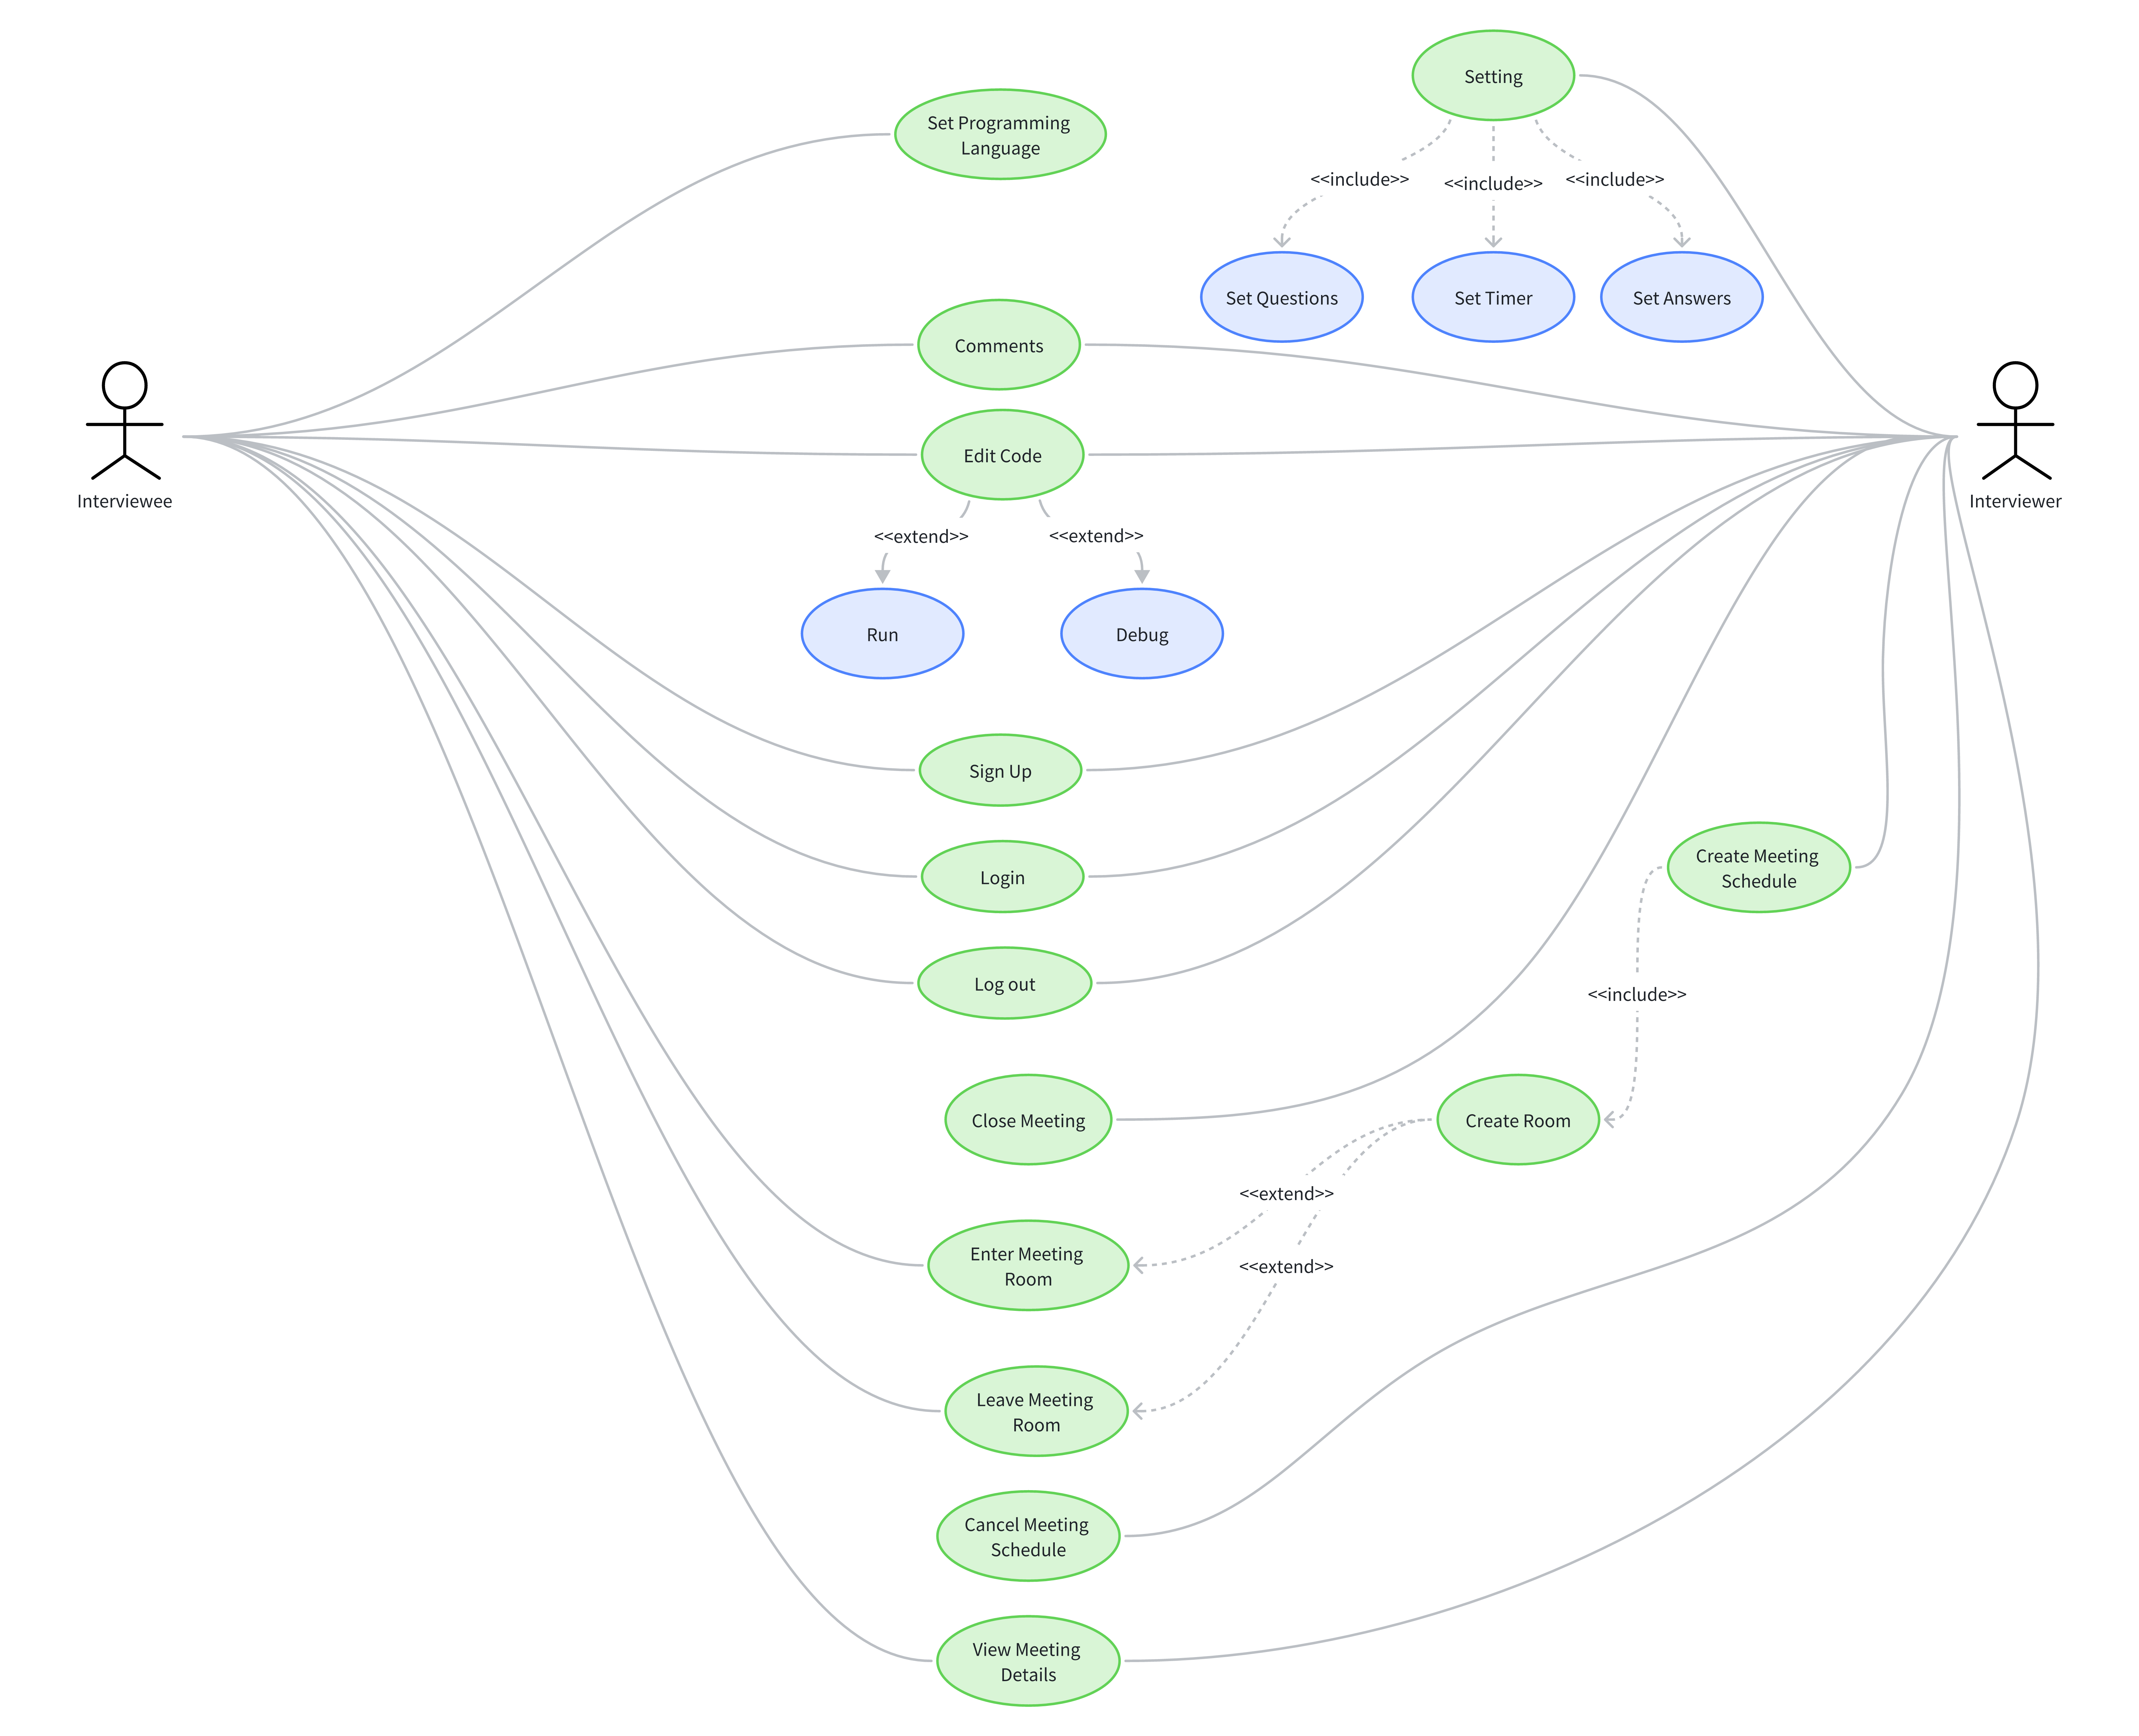 Setting
Set Programming
Language
<<include>>
<<include>>
<<include>>
Set Questions
Set Timer
Set Answers
Comments
Edit Code
Interviewee
Interviewer
<<extend>>
<<extend>>
Run
Debug
Sign Up
Login
Create Meeting
Schedule
Log out
<<include>>
Close Meeting
Create Room
<<extend>>
Enter Meeting
Room
<<extend>>
Leave Meeting
Room
Cancel Meeting
Schedule
View Meeting
Details